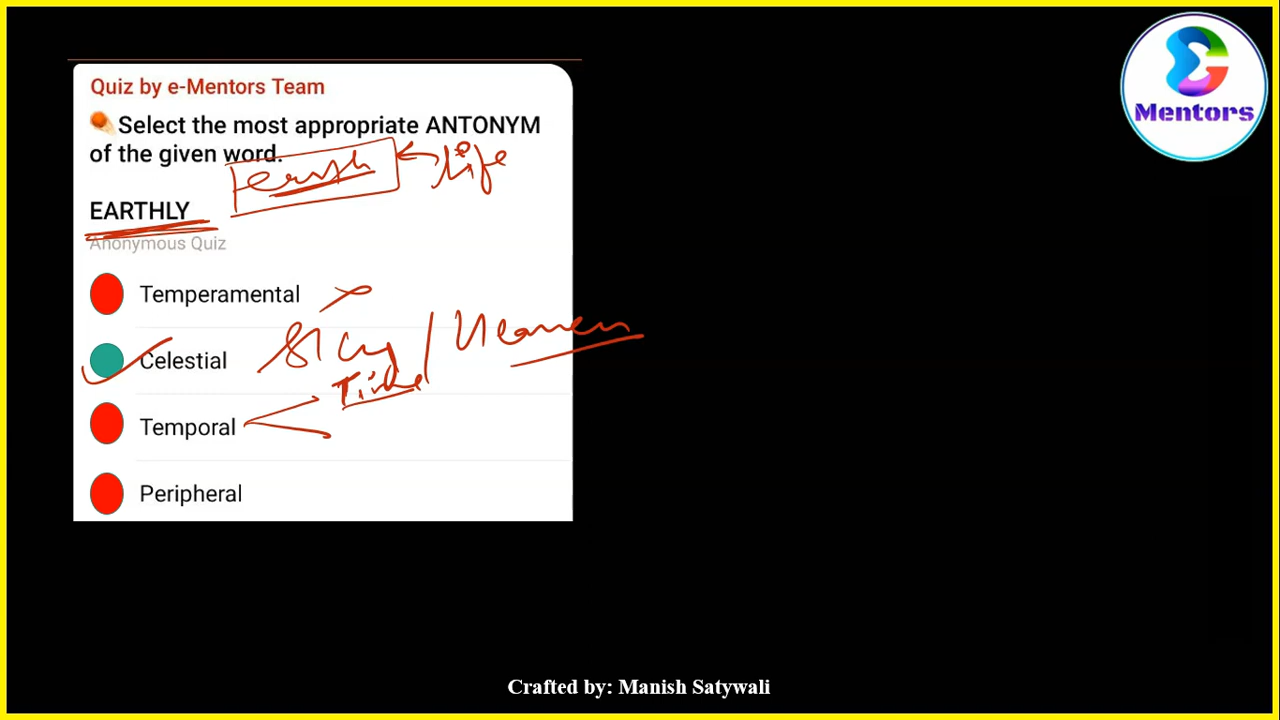 Quiz by e-Mentors Team
Select the most appropriate ANTONYM
of the given word.
earth
life
EARTHLY
Anonymous Quiz
Temperamental
Celestial
Sky / Heaven
Time
Temporal
Peripheral
Mentors
Crafted by: Manish Satywali